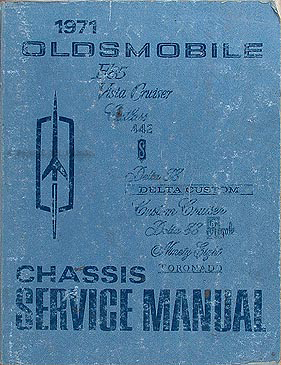 1971
OLDSMOBILE
F85
Vista Cruiser
Cutlass
442
S
Delta 88
DELTA CUSTOM
Custom Cruiser
Delta 88 Royale
Ninety Eight
TORONADO
CHASSIS
SERVICE MANUAL